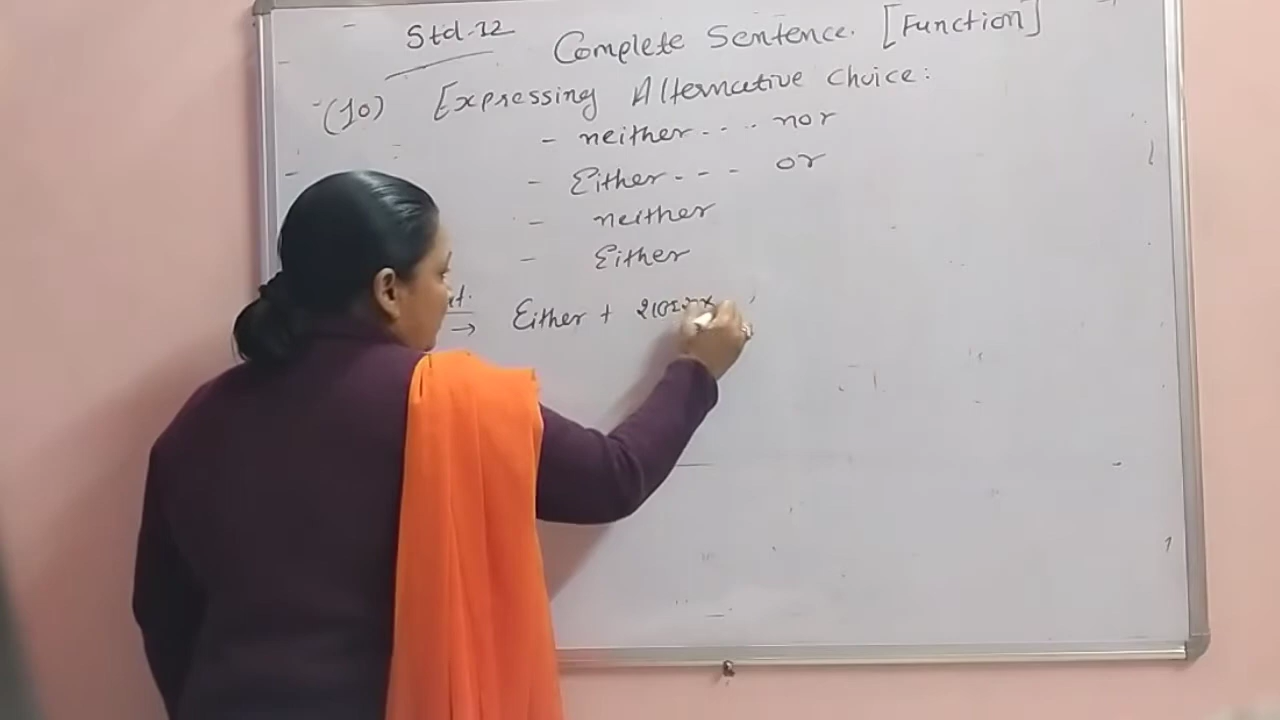 Std-12 Complete Sentence. [Function]
(10) Expressing Alternative Choice:
- neither.... nor
- Either- - - or
- neither
- Either
→ Either +